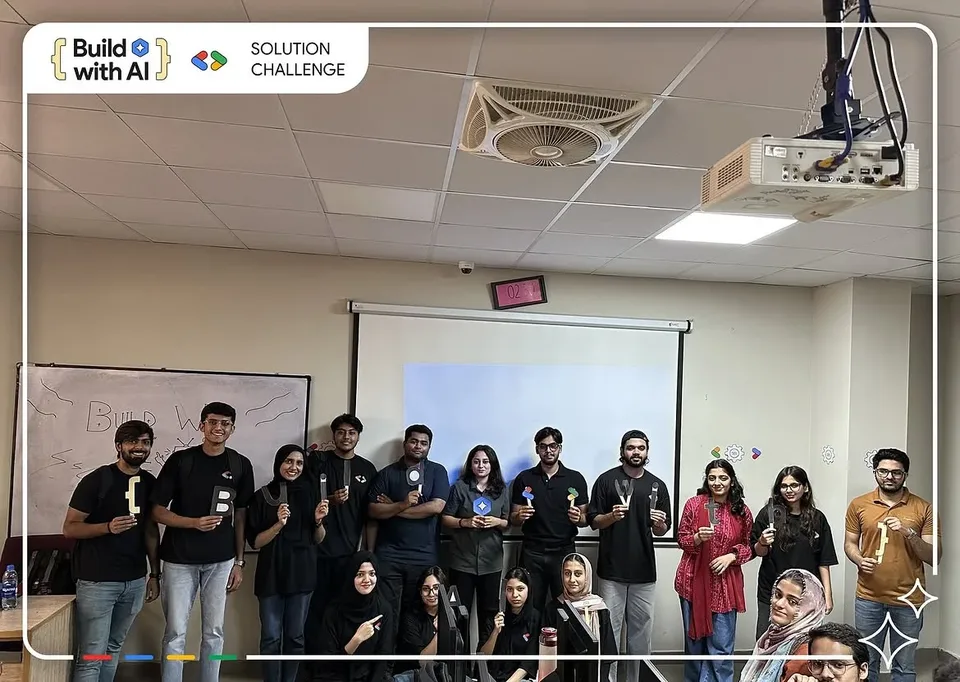 Build
with AI
SOLUTION
CHALLENGE
02
BUILD W
{
B
U
i
l
W
i
t
}
A